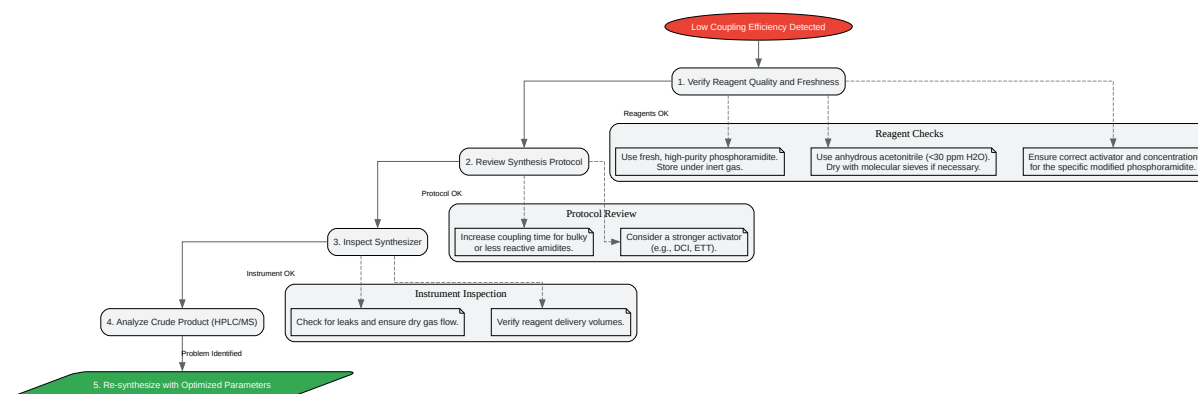 Low Coupling Efficiency Detected
1. Verify Reagent Quality and Freshness
Reagents OK
Reagent Checks
Use fresh, high-purity phosphoramidite.
Store under inert gas.
Use anhydrous acetonitrile (<30 ppm H2O).
Dry with molecular sieves if necessary.
Ensure correct activator and concentration
for the specific modified phosphoramidite.
2. Review Synthesis Protocol
Protocol OK
Protocol Review
Increase coupling time for bulky
or less reactive amidites.
Consider a stronger activator
(e.g., DCI, ETT).
3. Inspect Synthesizer
Instrument OK
Instrument Inspection
Check for leaks and ensure dry gas flow.
Verify reagent delivery volumes.
4. Analyze Crude Product (HPLC/MS)
Problem Identified
5. Re-synthesize with Optimized Parameters